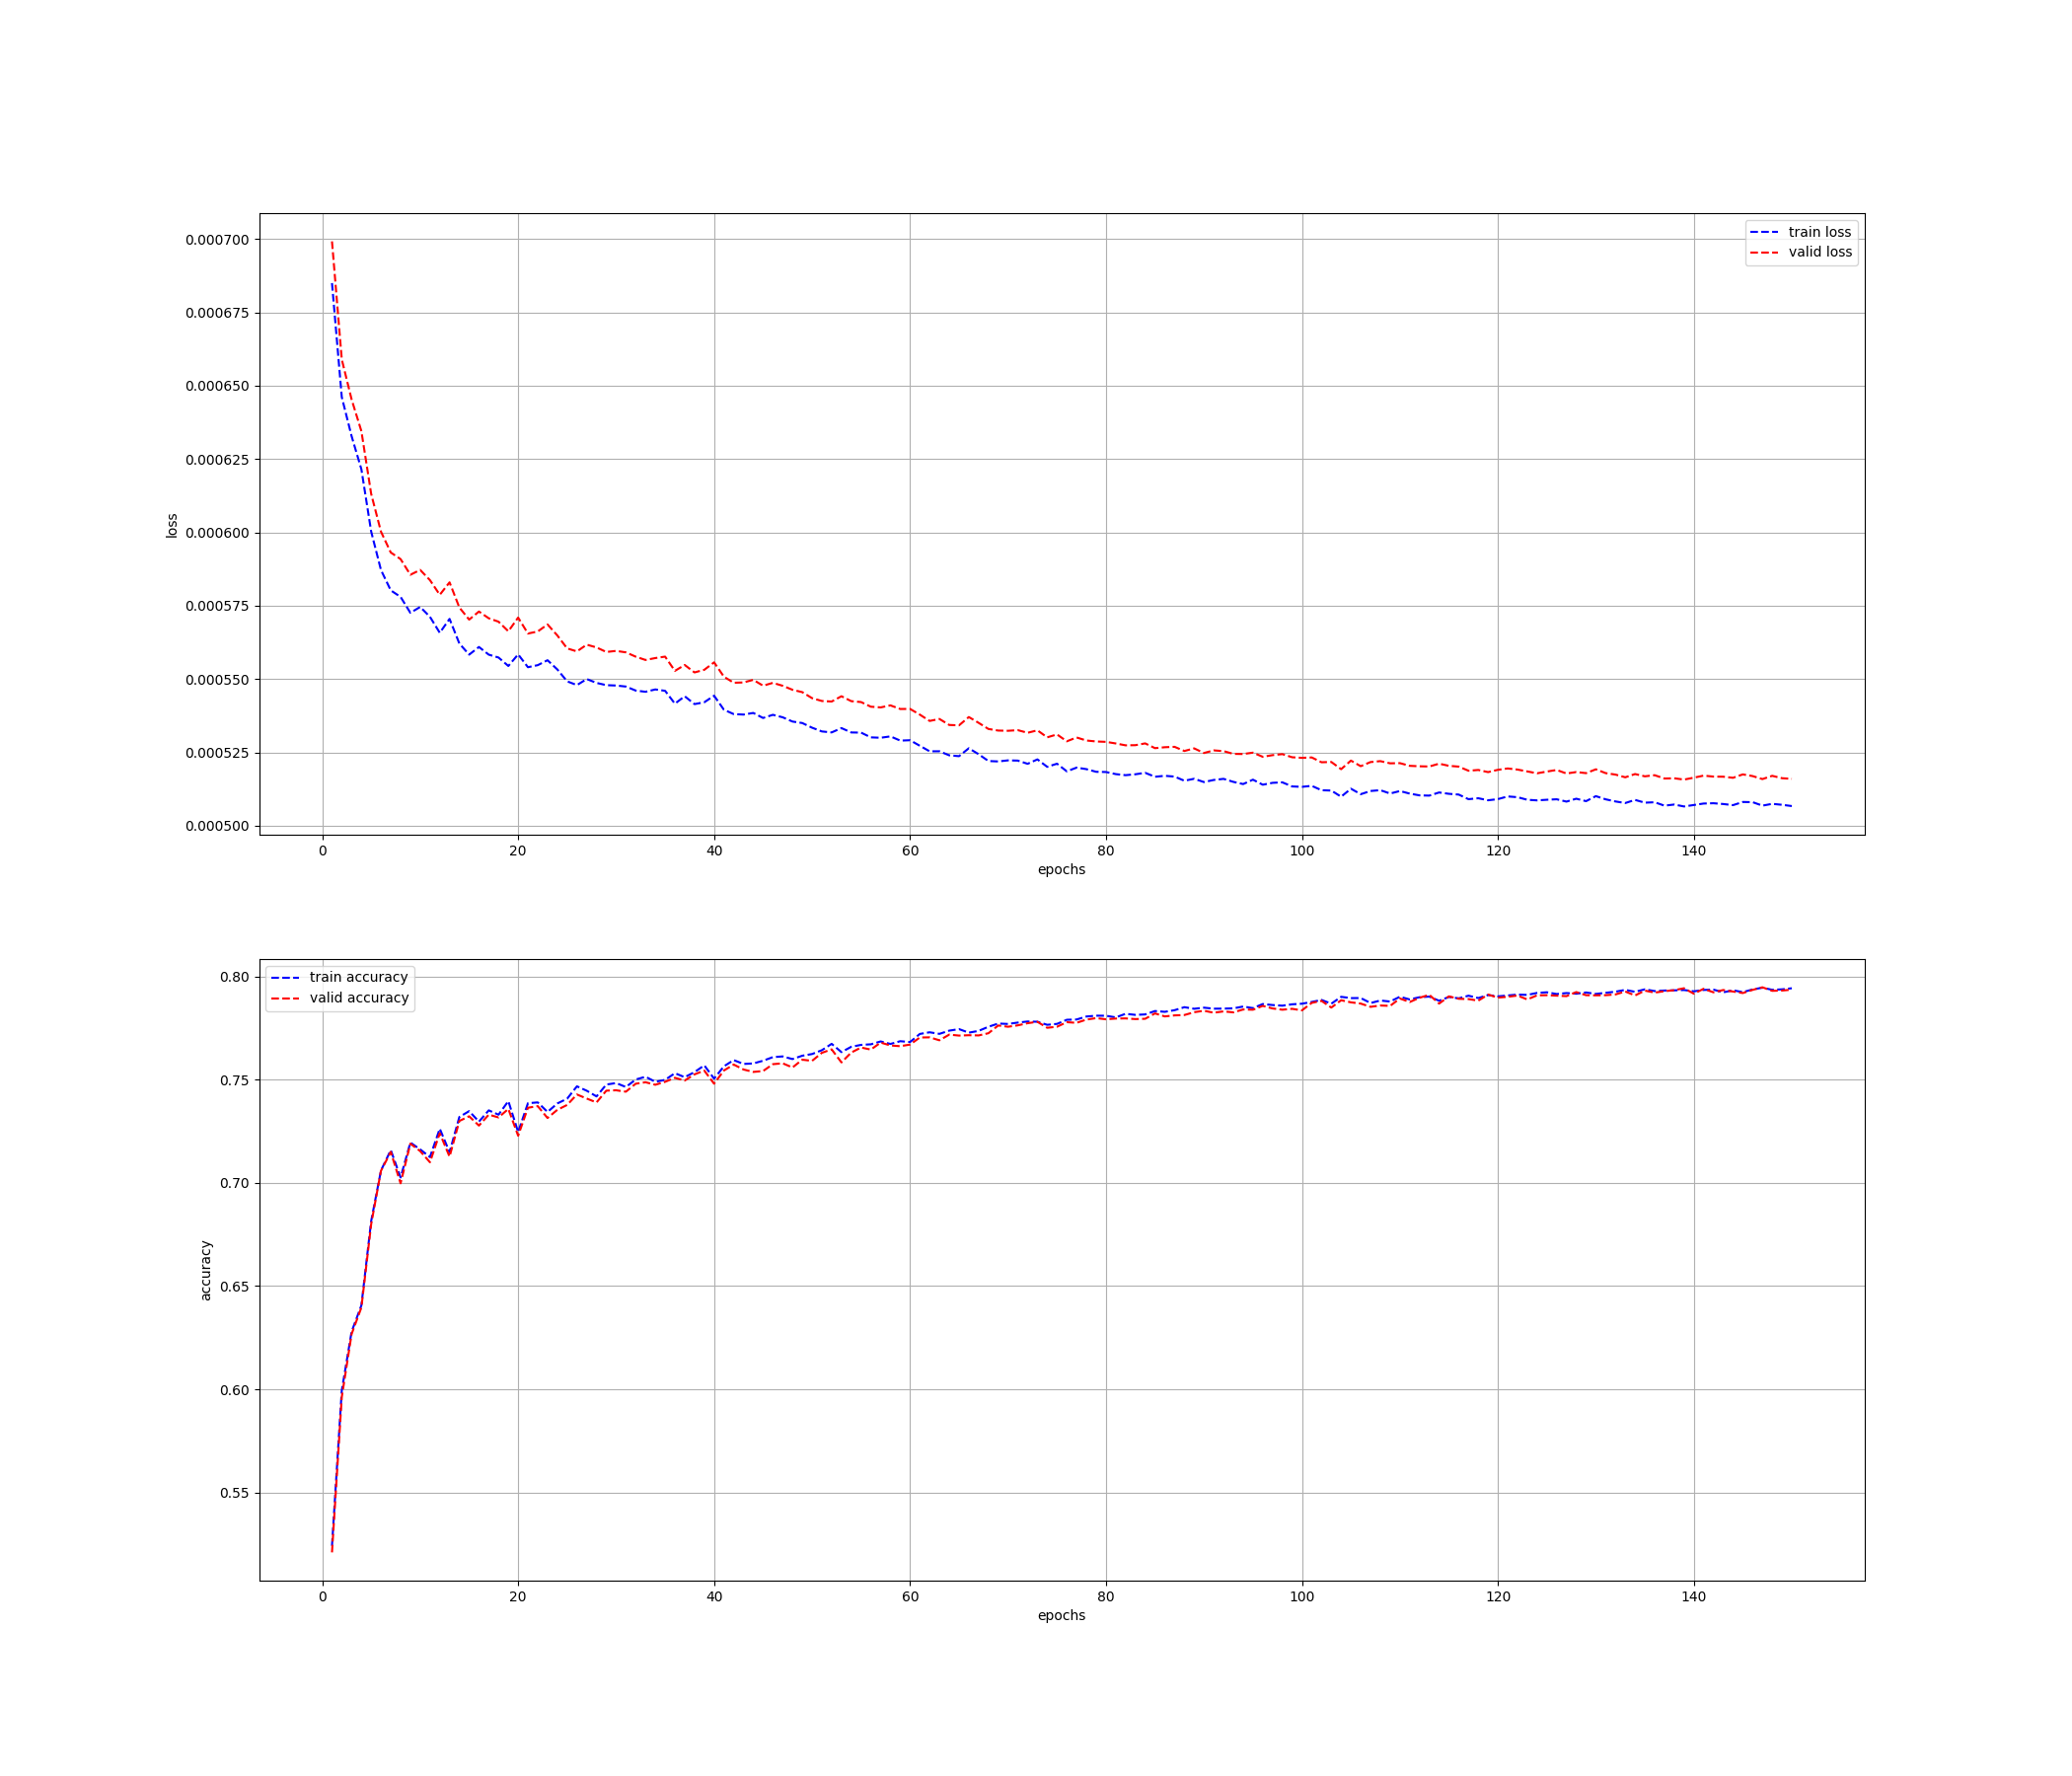 0.000700
0.000675
0.000650
0.000625
0.000600
0.000575
0.000550
0.000525
0.000500
loss
train loss
valid loss
0 20 40 60 80 100 120 140
epochs
0.80
0.75
0.70
0.65
0.60
0.55
accuracy
train accuracy
valid accuracy
0 20 40 60 80 100 120 140
epochs